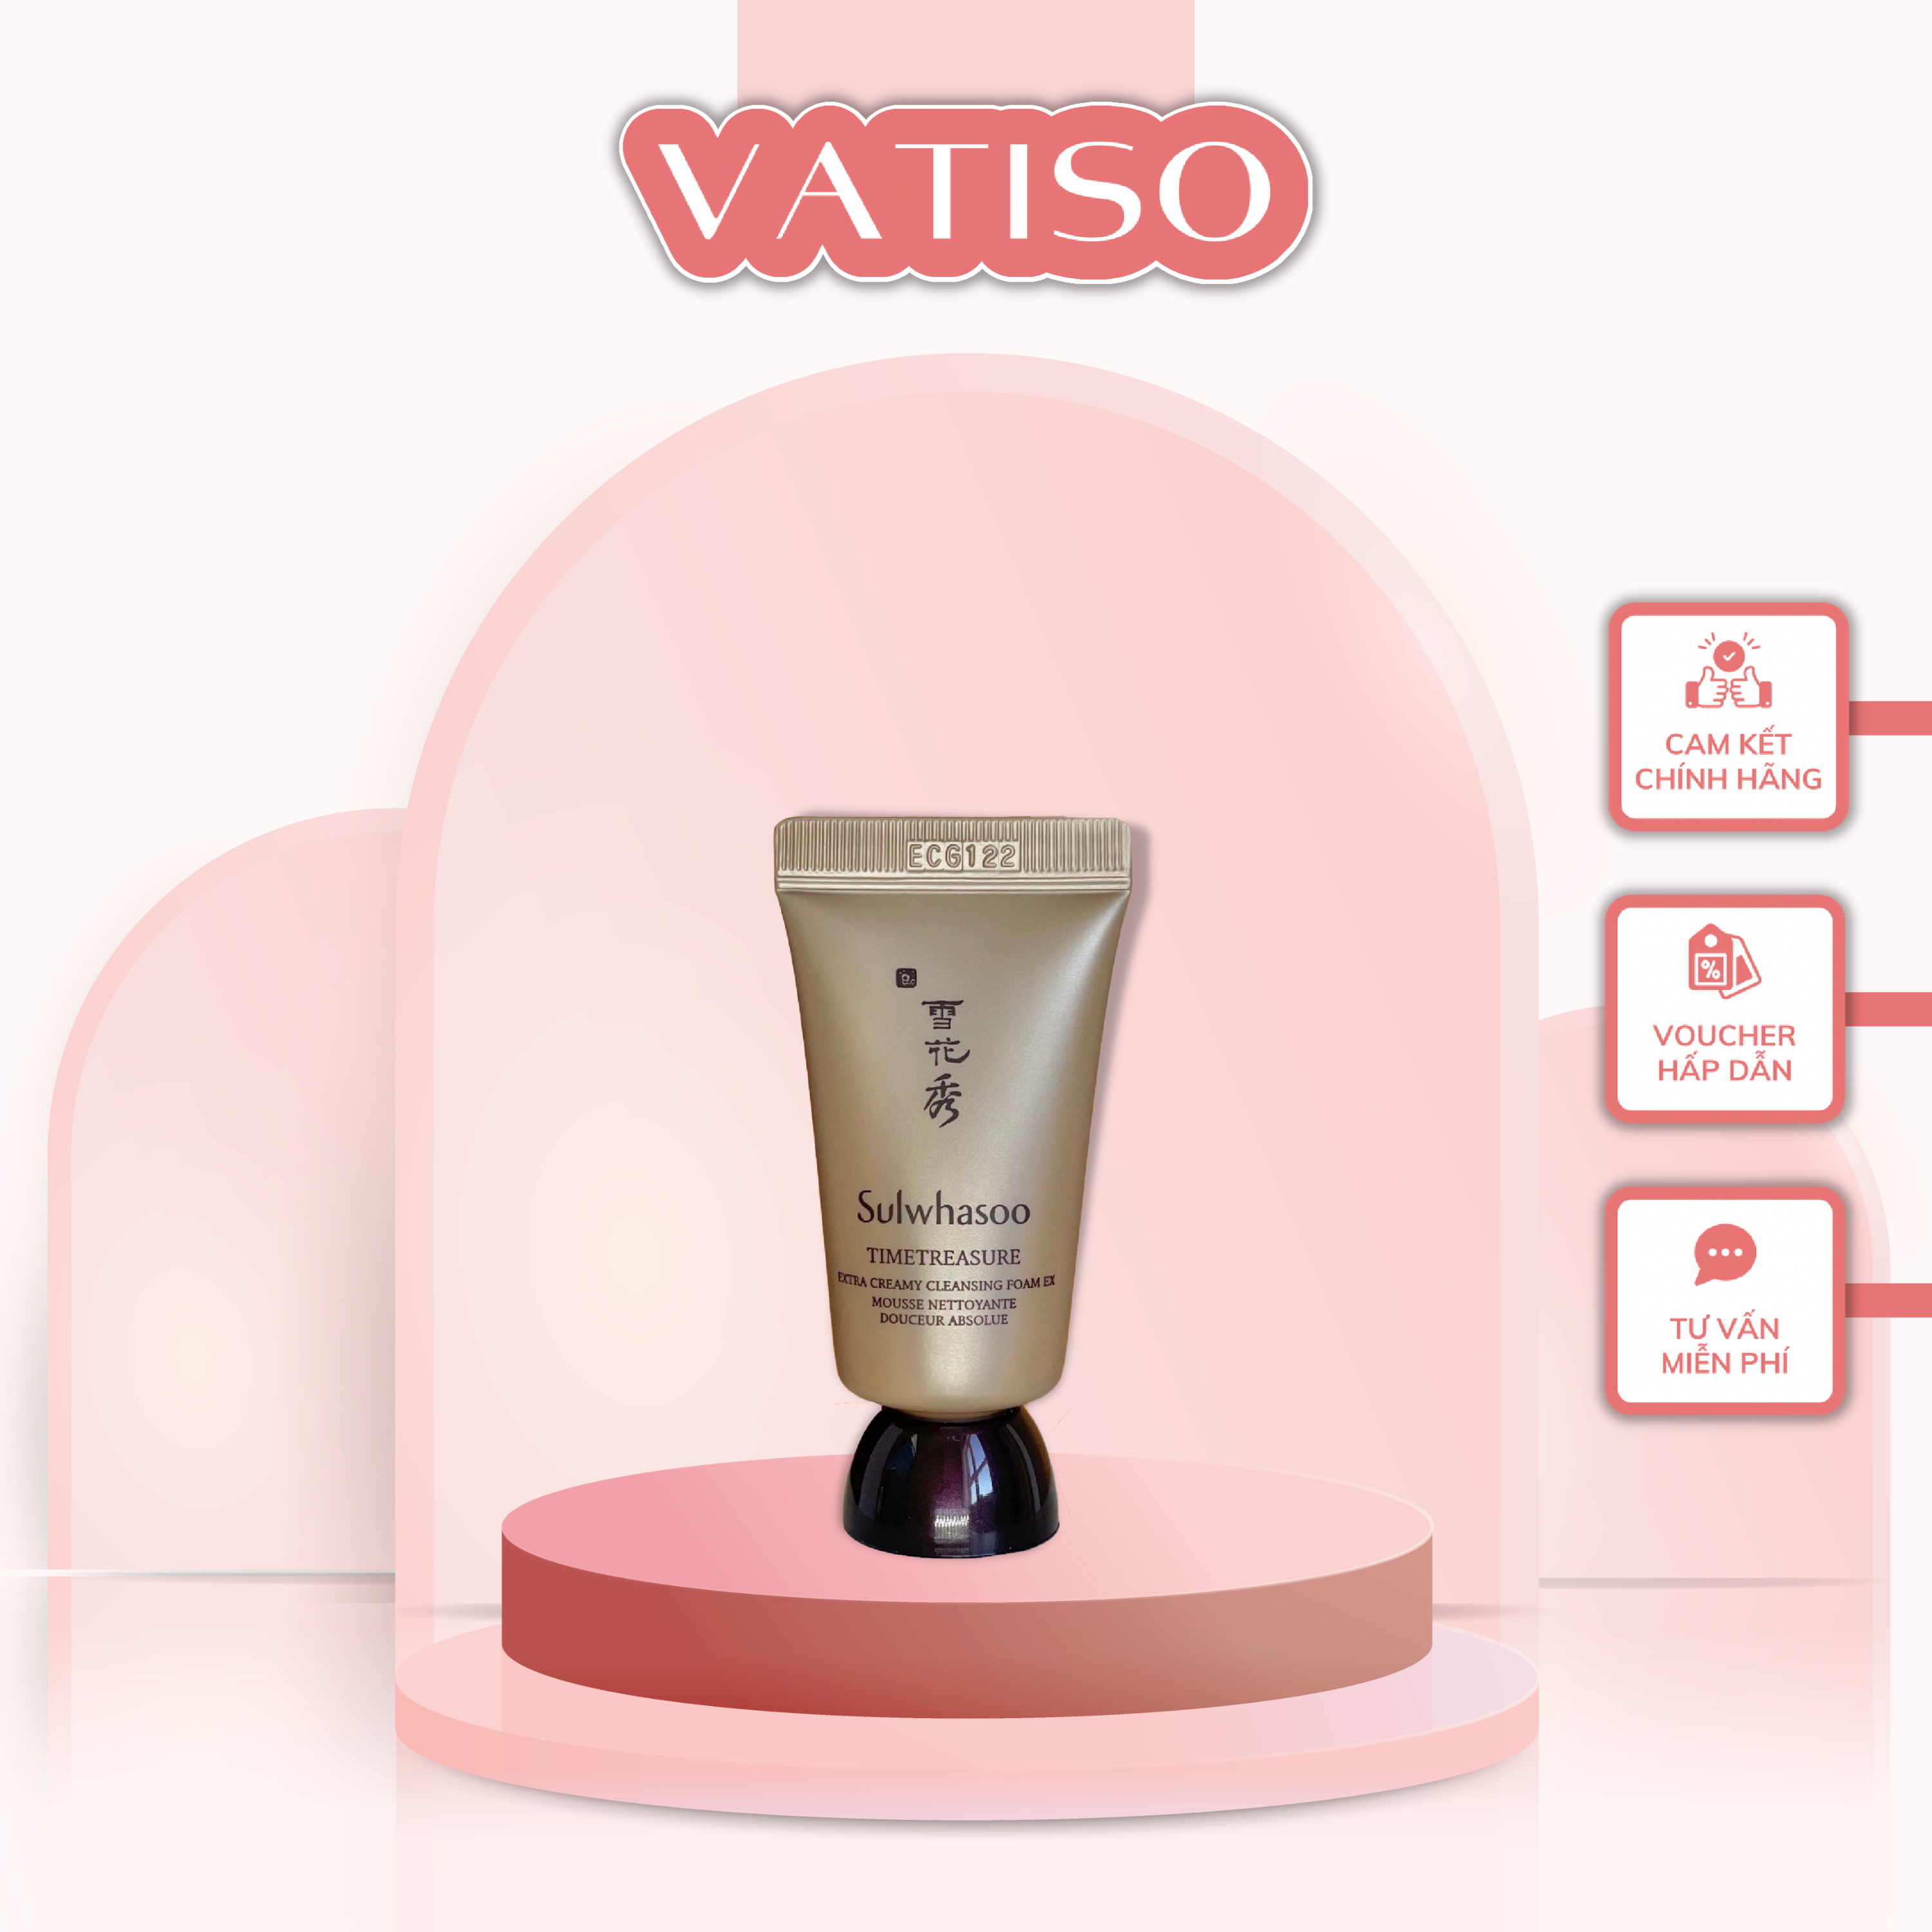 VATISO
CAM KẾT
CHÍNH HÃNG
VOUCHER
HẤP DẪN
TƯ VẤN
MIỄN PHÍ
ECG122
雪
花
秀
Sulwhasoo
TIMETREASURE
EXTRA CREAMY CLEANSING FOAM EX
MOUSSE NETTOYANTE
DOUCEUR ABSOLUE
%